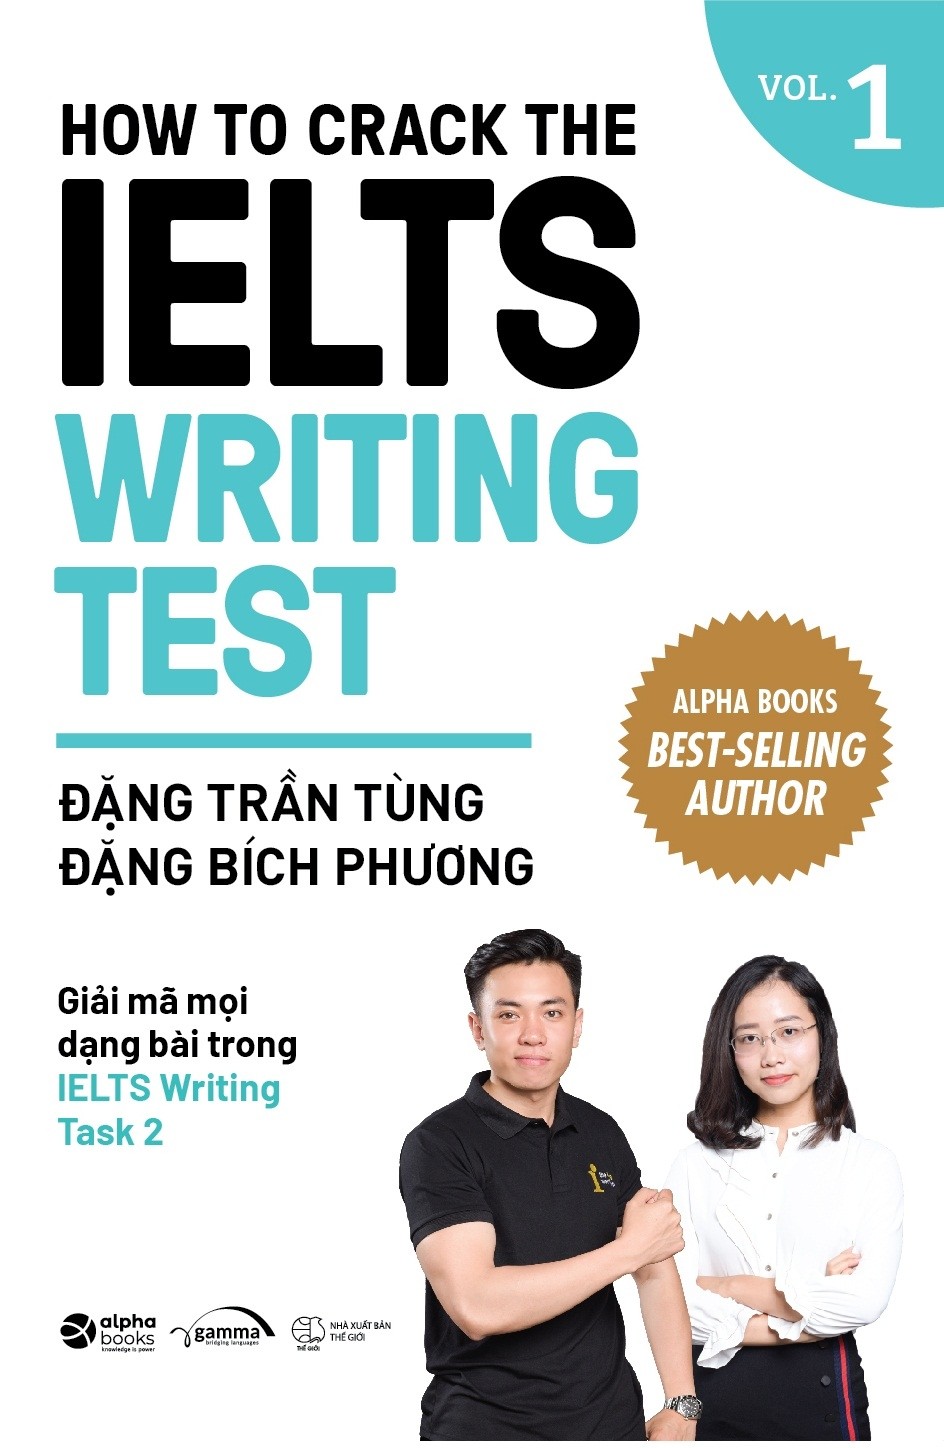 VOL. 1
HOW TO CRACK THE
IELTS
WRITING
TEST
ALPHA BOOKS
BEST-SELLING
AUTHOR
ĐẶNG TRẦN TÙNG
ĐẶNG BÍCH PHƯƠNG
Giải mã mọi
dạng bài trong
IELTS Writing
Task 2
alpha
books
knowledge is power
gamma
bridging languages
THẾ GIỚI
NHÀ XUẤT BẢN
THẾ GIỚI